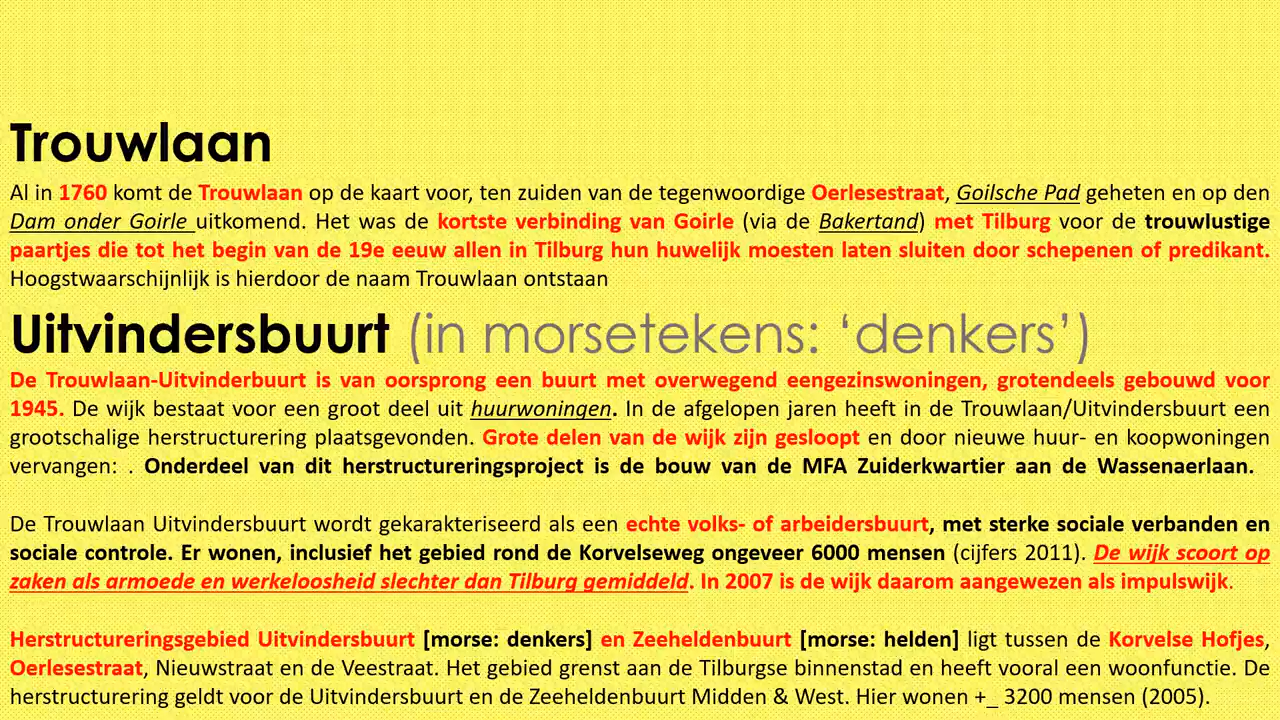 Trouwlaan
Al in 1760 komt de Trouwlaan op de kaart voor, ten zuiden van de tegenwoordige Oerlesestraat, Goilsche Pad geheten en op den
Dam onder Goirle uitkomend. Het was de kortste verbinding van Goirle (via de Bakertand) met Tilburg voor de trouwlustige
paartjes die tot het begin van de 19e eeuw allen in Tilburg hun huwelijk moesten laten sluiten door schepenen of predikant.
Hoogstwaarschijnlijk is hierdoor de naam Trouwlaan ontstaan
Uitvindersbuurt (in morsetekens: ‘denkers’)
De Trouwlaan-Uitvinderbuurt is van oorsprong een buurt met overwegend eengezinswoningen, grotendeels gebouwd voor
1945. De wijk bestaat voor een groot deel uit huurwoningen. In de afgelopen jaren heeft in de Trouwlaan/Uitvindersbuurt een
grootschalige herstructurering plaatsgevonden. Grote delen van de wijk zijn gesloopt en door nieuwe huur- en koopwoningen
vervangen: . Onderdeel van dit herstructureringsproject is de bouw van de MFA Zuiderkwartier aan de Wassenaerlaan.
De Trouwlaan Uitvindersbuurt wordt gekarakteriseerd als een echte volks- of arbeidersbuurt, met sterke sociale verbanden en
sociale controle. Er wonen, inclusief het gebied rond de Korvelseweg ongeveer 6000 mensen (cijfers 2011). De wijk scoort op
zaken als armoede en werkeloosheid slechter dan Tilburg gemiddeld. In 2007 is de wijk daarom aangewezen als impulswijk.
Herstructureringsgebied Uitvindersbuurt [morse: denkers] en Zeeheldenbuurt [morse: helden] ligt tussen de Korvelse Hofjes,
Oerlesestraat, Nieuwstraat en de Veestraat. Het gebied grenst aan de Tilburgse binnenstad en heeft vooral een woonfunctie. De
herstructurering geldt voor de Uitvindersbuurt en de Zeeheldenbuurt Midden & West. Hier wonen +_ 3200 mensen (2005).